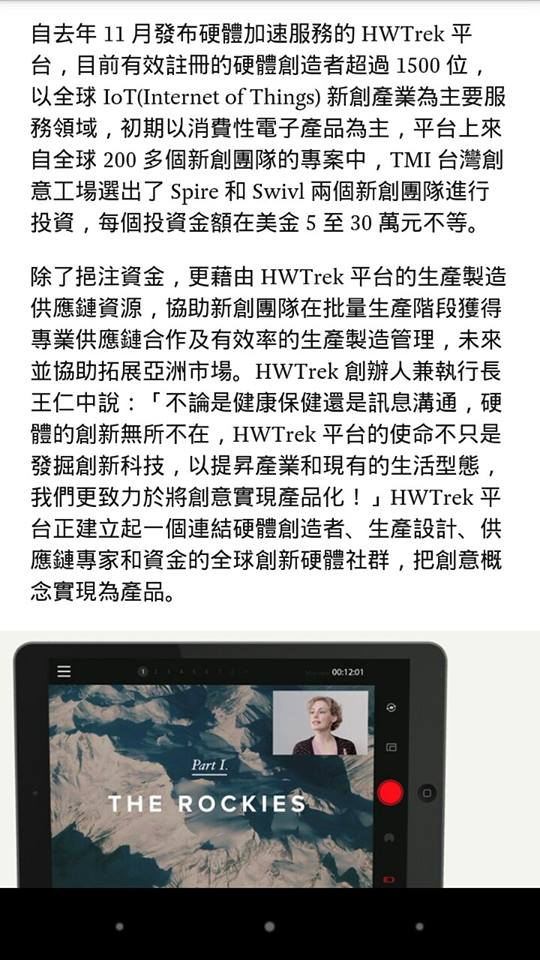 自去年 11 月發布硬體加速服務的 HWTrek 平
台，目前有效註冊的硬體創造者超過 1500 位，
以全球 IoT(Internet of Things) 新創產業為主要服
務領域，初期以消費性電子產品為主，平台上來
自全球 200 多個新創團隊的專案中，TMI 台灣創
意工場選出了 Spire 和 Swivl 兩個新創團隊進行
投資，每個投資金額在美金 5 至 30 萬元不等。
除了挹注資金，更藉由 HWTrek 平台的生產製造
供應鏈資源，協助新創團隊在批量生產階段獲得
專業供應鏈合作及有效率的生產製造管理，未來
並協助拓展亞洲市場。HWTrek 創辦人兼執行長
王仁中說：「不論是健康保健還是訊息溝通，硬
體的創新無所不在，HWTrek 平台的使命不只是
發掘創新科技，以提昇產業和現有的生活型態，
我們更致力於將創意實現產品化！」HWTrek 平
台正建立起一個連結硬體創造者、生產設計、供
應鏈專家和資金的全球創新硬體社群，把創意概
念實現為產品。
00:12:01
Part I.
THE ROCKIES